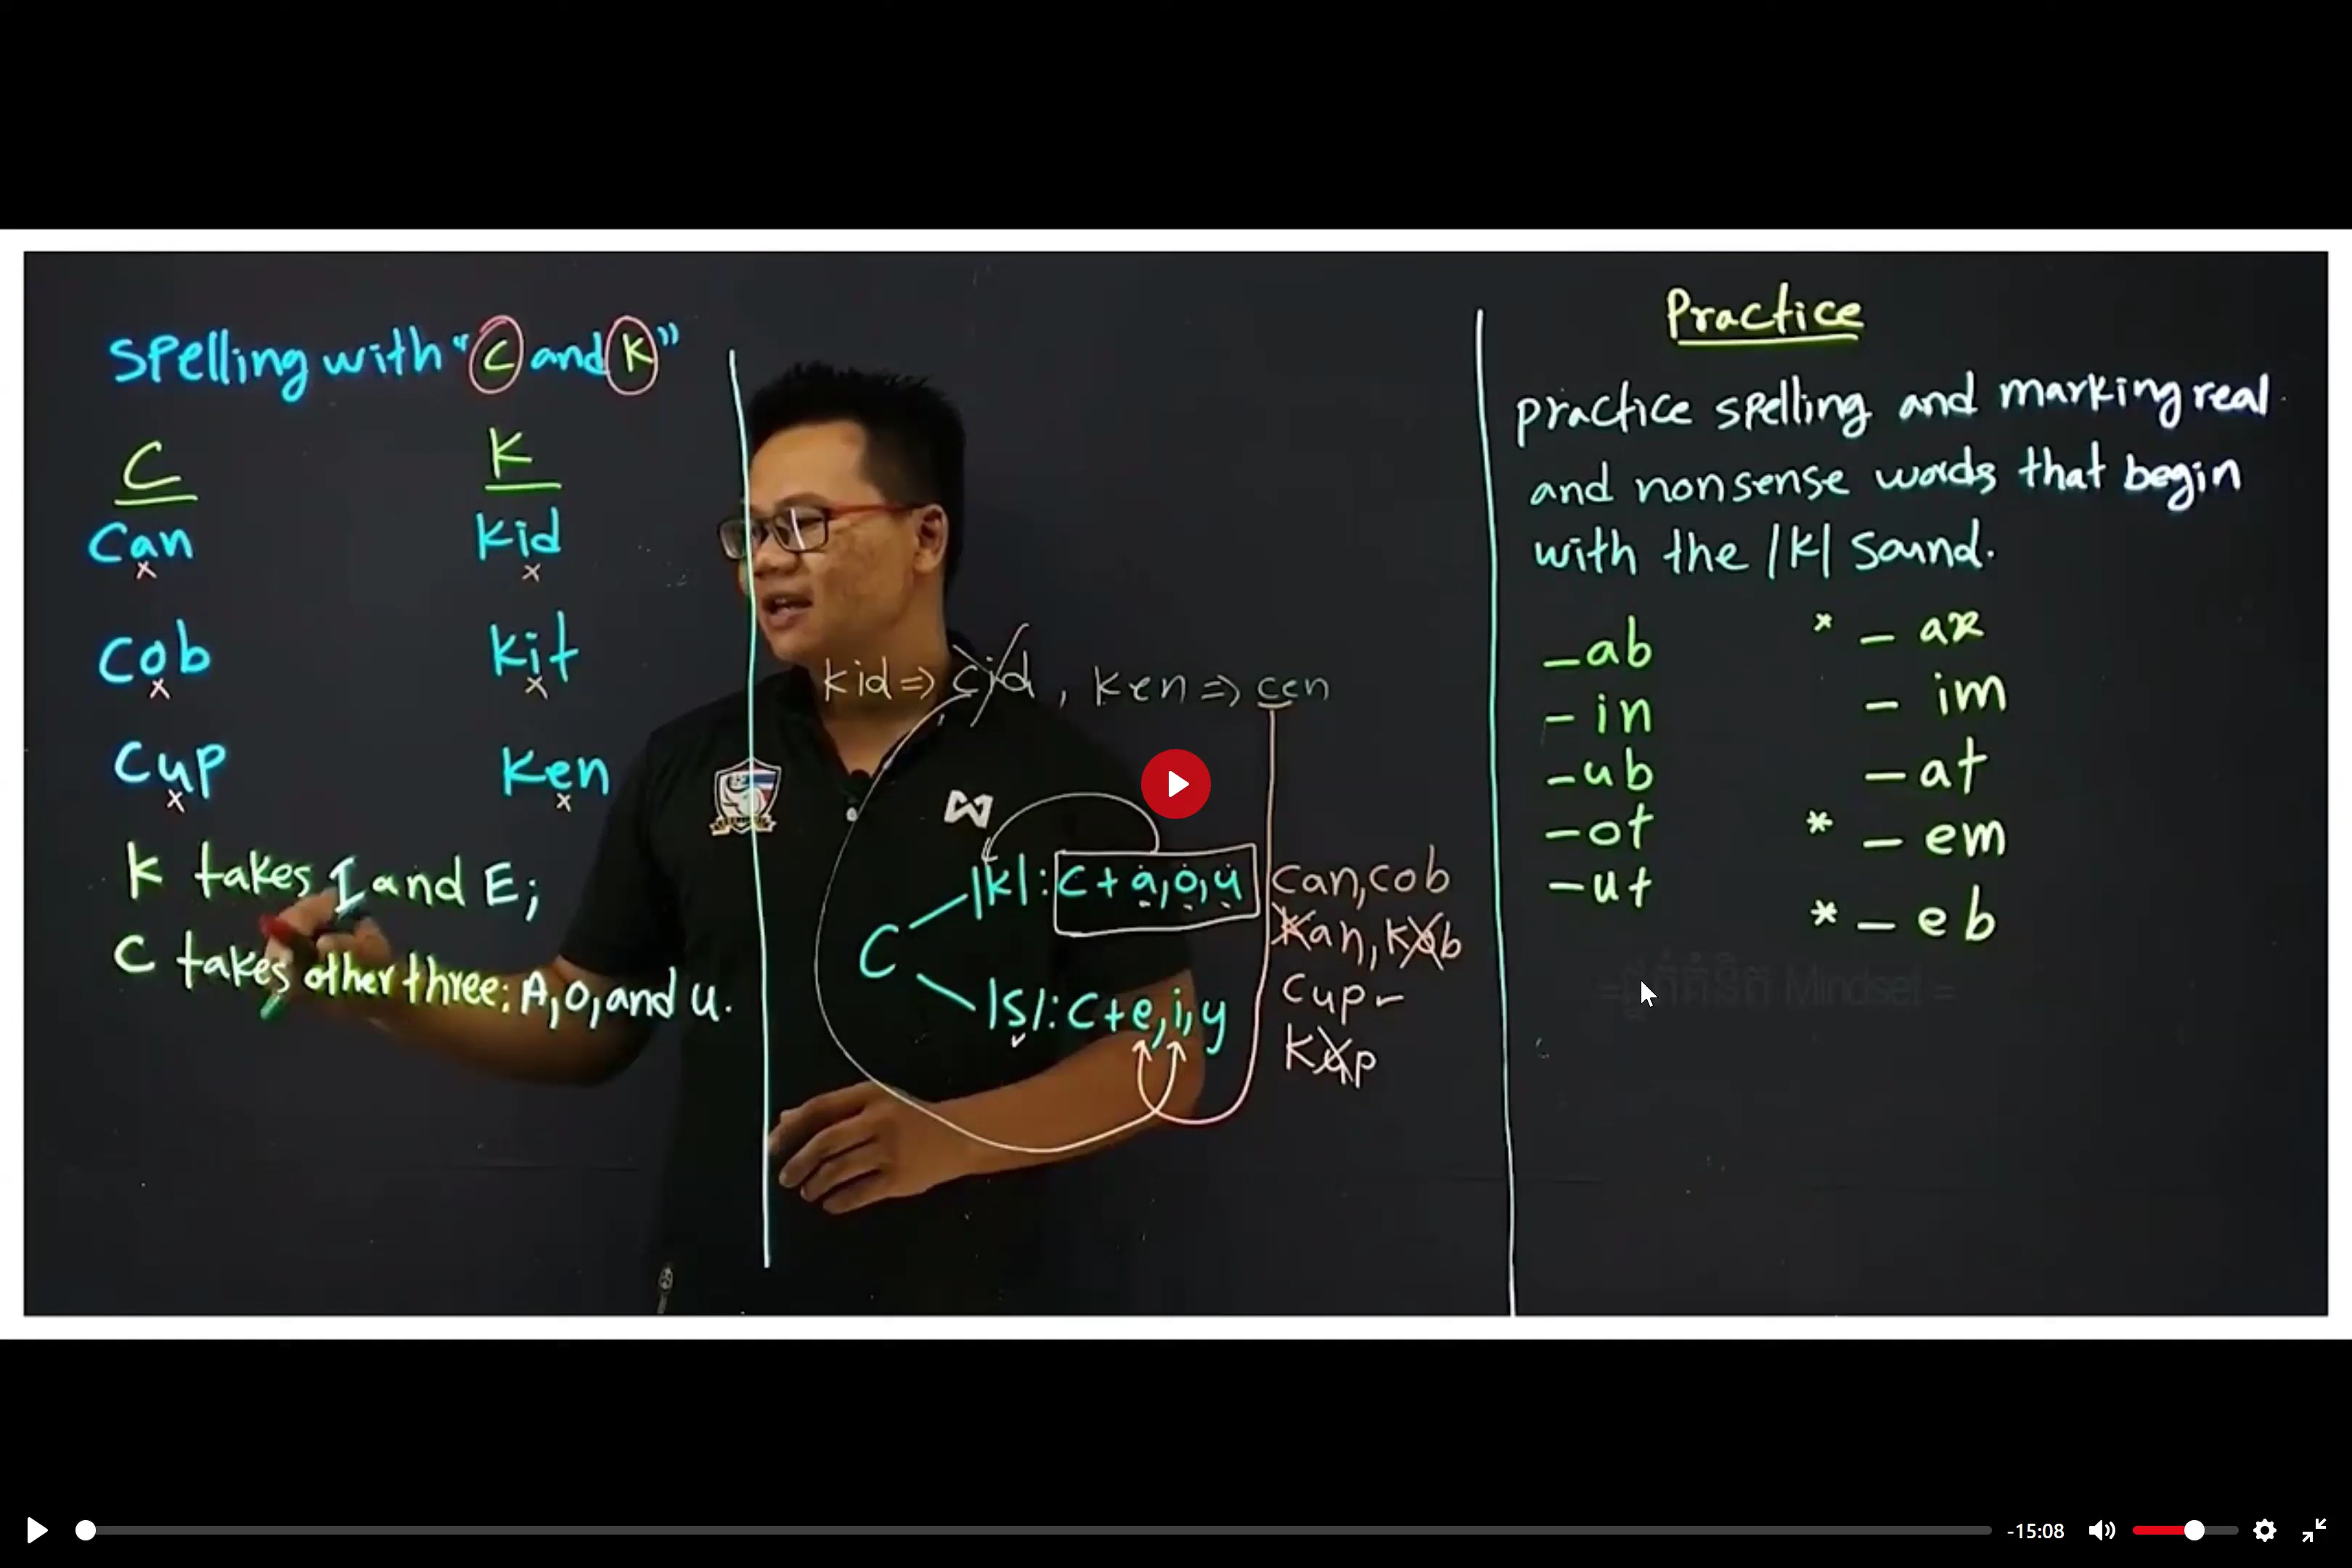 Spelling with "C and K"
C
K
Can
Kid
Cob
Kit
Cup
Ken
K takes I and E;
C takes other three: A, O, and U.
kid => cid, ken => cen
C
|k| : C + a, o, u
|s| : C + e, i, y
can, cob
kan, kob
cup
kup
Practice
practice spelling and marking real
and nonsense words that begin
with the |K| sound.
_ ab
- in
- ub
- ot
- ut
* _ ax
- im
- at
* _ em
* _ eb
Mindset =
-15:08